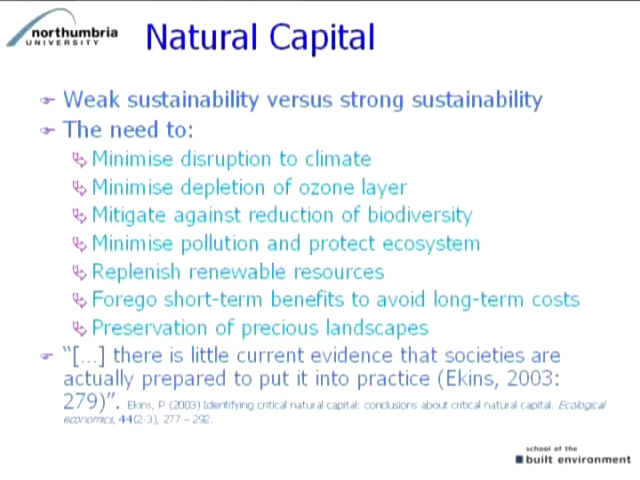 northumbria
UNIVERSITY
Natural Capital
Weak sustainability versus strong sustainability
The need to:
Minimise disruption to climate
Minimise depletion of ozone layer
Mitigate against reduction of biodiversity
Minimise pollution and protect ecosystem
Replenish renewable resources
Forego short-term benefits to avoid long-term costs
Preservation of precious landscapes
“[...] there is little current evidence that societies are
actually prepared to put it into practice (Ekins, 2003:
279)”. Ekins, P (2003) Identifying critical natural capital: conclusions about critical natural capital. Ecological
economics, 44(2-3), 277 – 292.
school of the
built environment